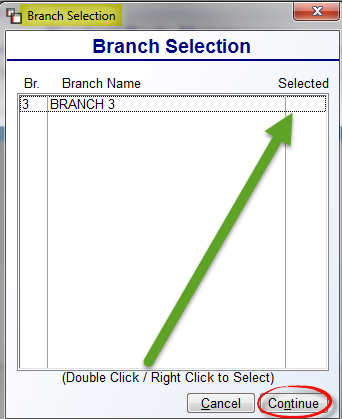 Branch Selection
Branch Selection
Br. Branch Name Selected
3 BRANCH 3
(Double Click / Right Click to Select)
Cancel Continue